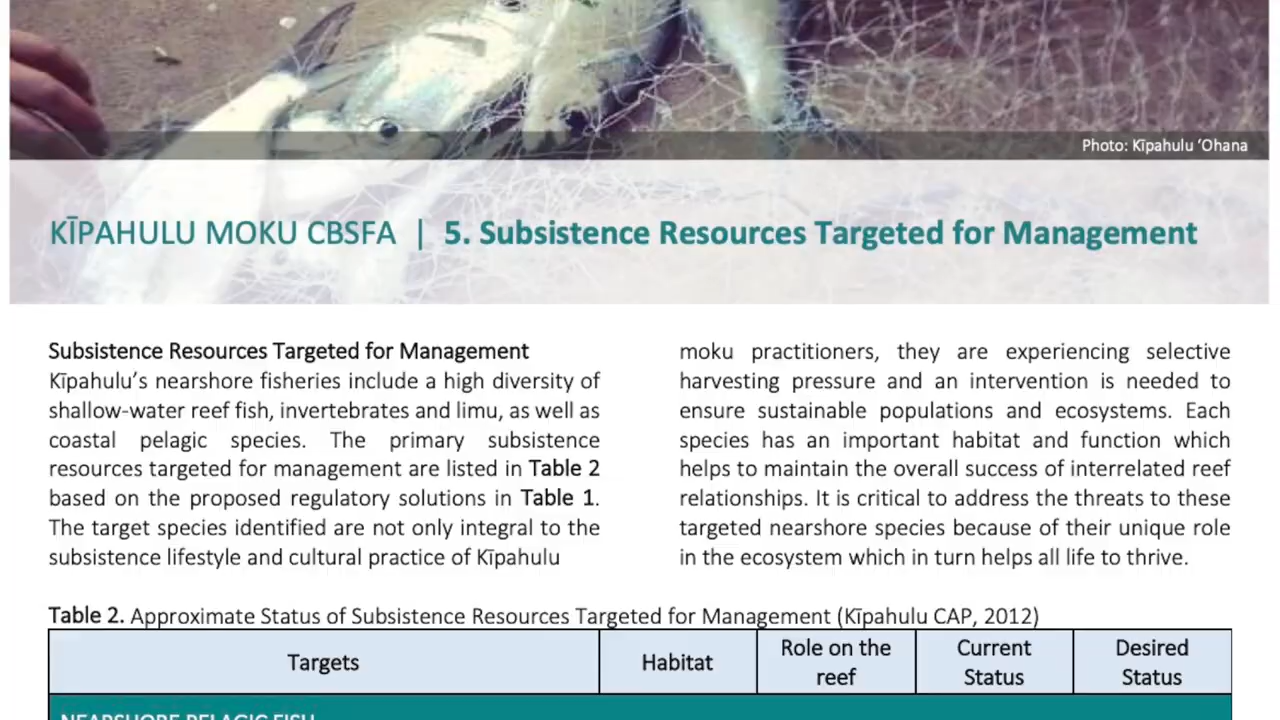 Photo: Kīpahulu ‘Ohana
KĪPAHULU MOKU CBSFA | 5. Subsistence Resources Targeted for Management
Subsistence Resources Targeted for Management
Kīpahulu’s nearshore fisheries include a high diversity of
shallow-water reef fish, invertebrates and limu, as well as
coastal pelagic species. The primary subsistence
resources targeted for management are listed in Table 2
based on the proposed regulatory solutions in Table 1.
The target species identified are not only integral to the
subsistence lifestyle and cultural practice of Kīpahulu
moku practitioners, they are experiencing selective
harvesting pressure and an intervention is needed to
ensure sustainable populations and ecosystems. Each
species has an important habitat and function which
helps to maintain the overall success of interrelated reef
relationships. It is critical to address the threats to these
targeted nearshore species because of their unique role
in the ecosystem which in turn helps all life to thrive.
Table 2. Approximate Status of Subsistence Resources Targeted for Management (Kīpahulu CAP, 2012)
Targets
Habitat
Role on the
reef
Current
Status
Desired
Status
NEARSHORE PELAGIC FISH